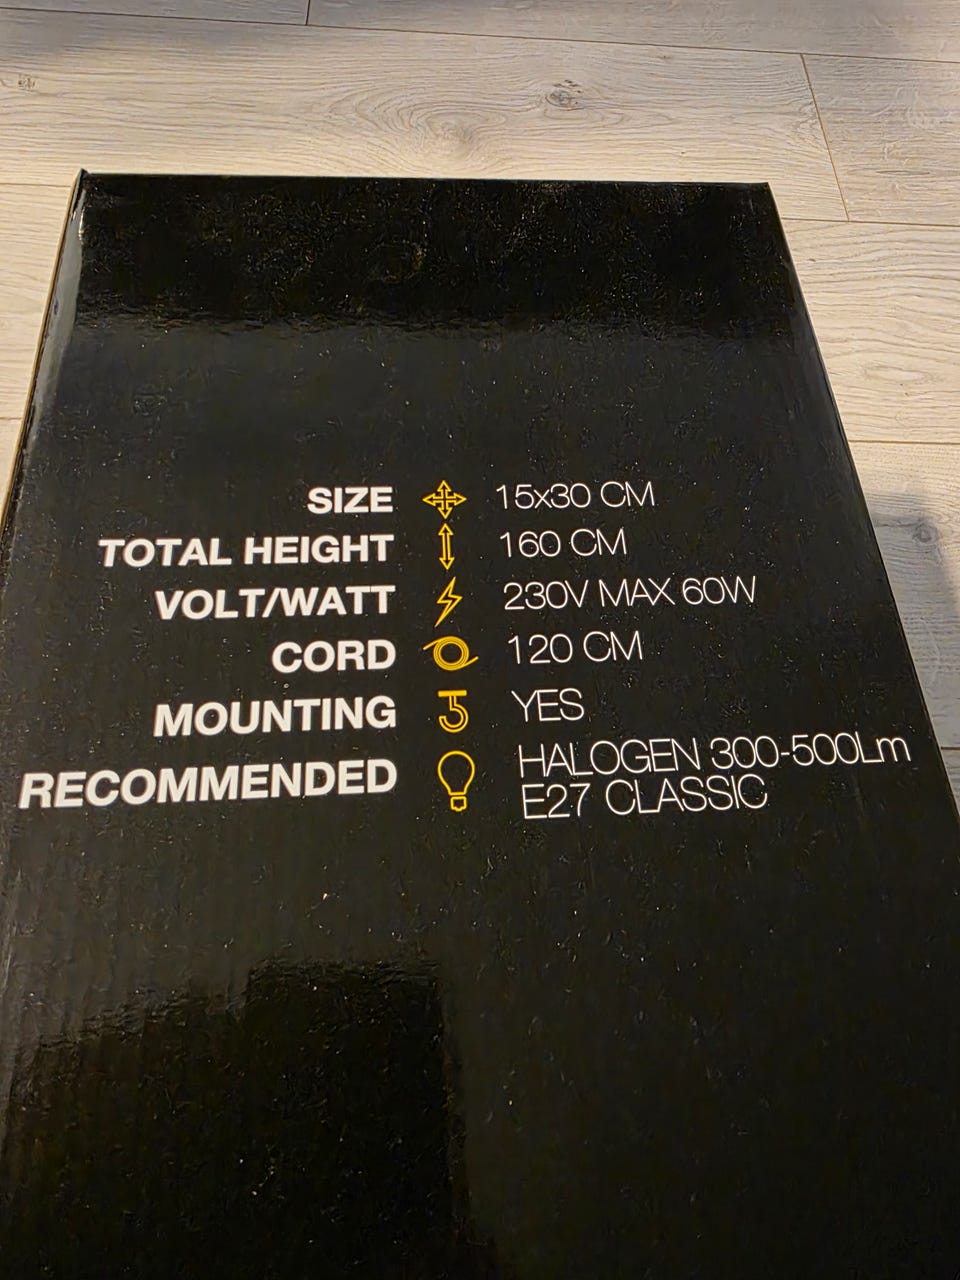 SIZE 15x30 CM
TOTAL HEIGHT 160 CM
VOLT/WATT 230V MAX 60W
CORD 120 CM
MOUNTING YES
RECOMMENDED HALOGEN 300-500Lm
E27 CLASSIC